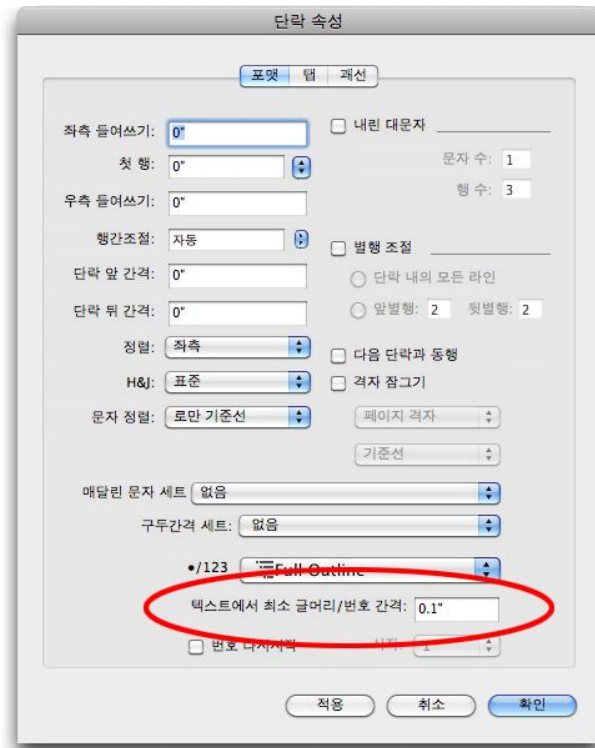 단락 속성
포맷 탭 괘선
좌측 들여쓰기: 0"
첫 행: 0"
우측 들여쓰기: 0"
행간조절: 자동
단락 앞 간격: 0"
단락 뒤 간격: 0"
정렬: 좌측
H&J: 표준
문자 정렬: 로만 기준선
내린 대문자
문자 수: 1
행 수: 3
별행 조절
단락 내의 모든 라인
앞별행: 2 뒷별행: 2
다음 단락과 동행
격자 잠그기
페이지 격자
기준선
매달린 문자 세트 없음
구두간격 세트: 없음
•/123 Full Outline
텍스트에서 최소 글머리/번호 간격: 0.1"
번호 다시시작 시작: 1
적용 취소 확인